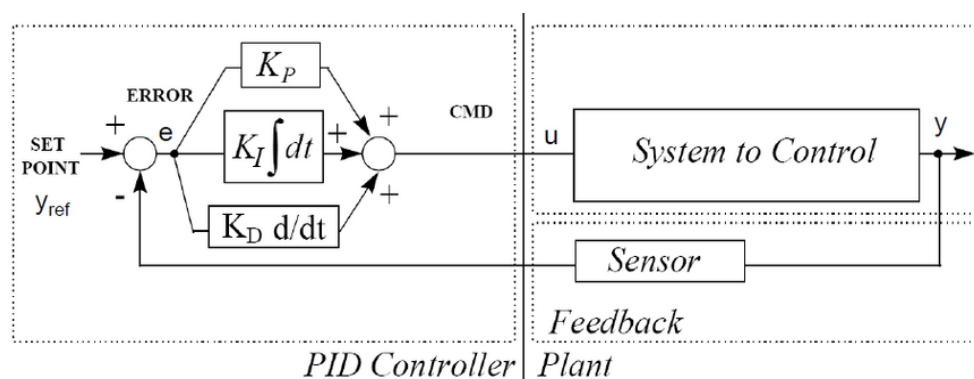 K_P
ERROR
+
e
K_I ∫ dt
+
+
CMD
u
System to Control
y
SET
POINT
y_ref
-
+
K_D d/dt
Sensor
Feedback
PID Controller
Plant